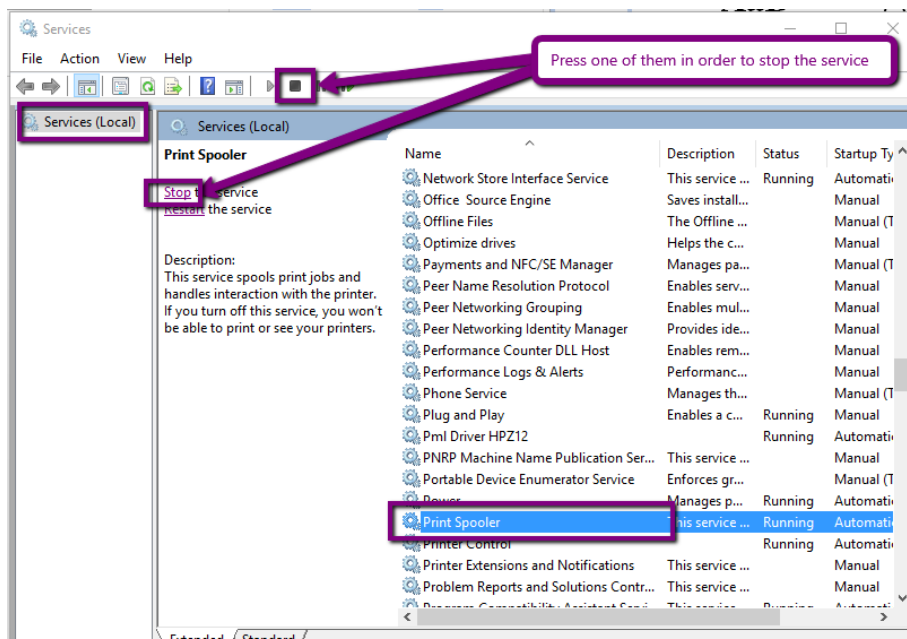 Services
File Action View Help
Press one of them in order to stop the service
Services (Local)
Services (Local)
Print Spooler
Stop the service
Restart the service
Description:
This service spools print jobs and
handles interaction with the printer.
If you turn off this service, you won't
be able to print or see your printers.
Name Description Status Startup Ty
Network Store Interface Service This service ... Running Automati
Office Source Engine Saves install... Manual
Offline Files The Offline ... Manual (T
Optimize drives Helps the c... Manual
Payments and NFC/SE Manager Manages pa... Manual (T
Peer Name Resolution Protocol Enables serv... Manual
Peer Networking Grouping Enables mul... Manual
Peer Networking Identity Manager Provides ide... Manual
Performance Counter DLL Host Enables rem... Manual
Performance Logs & Alerts Performanc... Manual
Phone Service Manages th... Manual (T
Plug and Play Enables a c... Running Manual
Pml Driver HPZ12 Running Automati
PNRP Machine Name Publication Ser... This service ... Manual
Portable Device Enumerator Service Enforces gr... Manual (T
Power Manages p... Running Automati
Print Spooler This service ... Running Automati
Printer Control Running Automati
Printer Extensions and Notifications This service ... Manual
Problem Reports and Solutions Contr... This service ... Manual
Program Compatibility Assistant Servi... This service ... Running Automati
Extended Standard